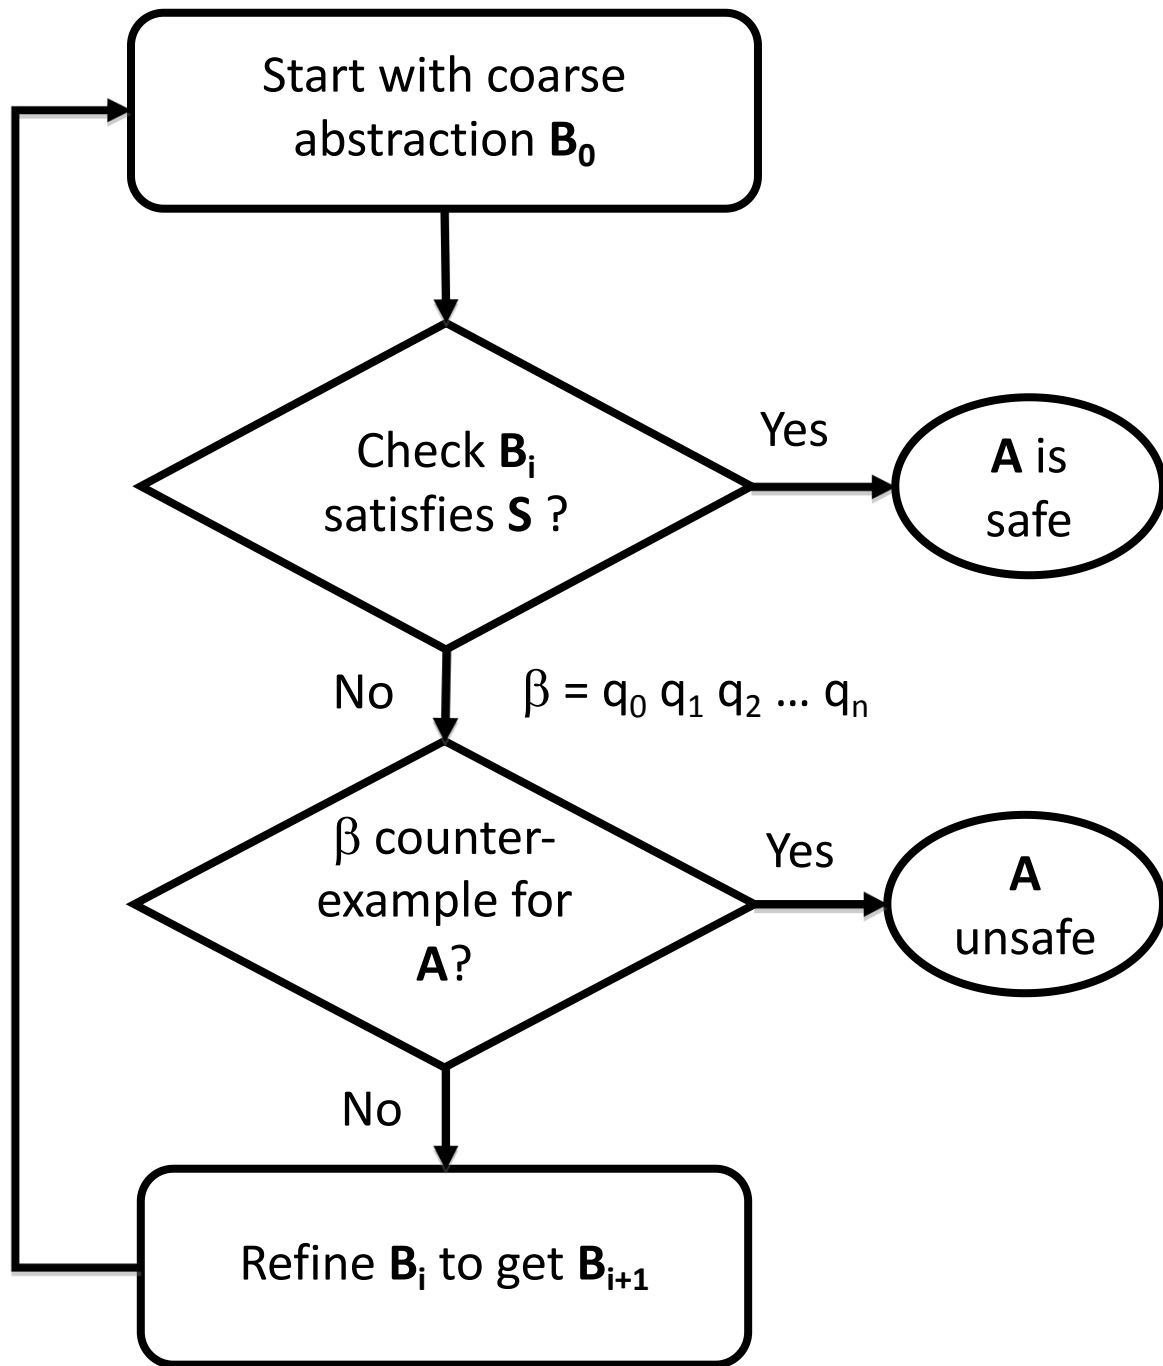 Start with coarse
abstraction B₀
Check Bᵢ
satisfies S ?
Yes
A is
safe
No
β = q₀ q₁ q₂ ... qₙ
β counter-
example for
A?
Yes
A
unsafe
No
Refine Bᵢ to get Bᵢ₊₁